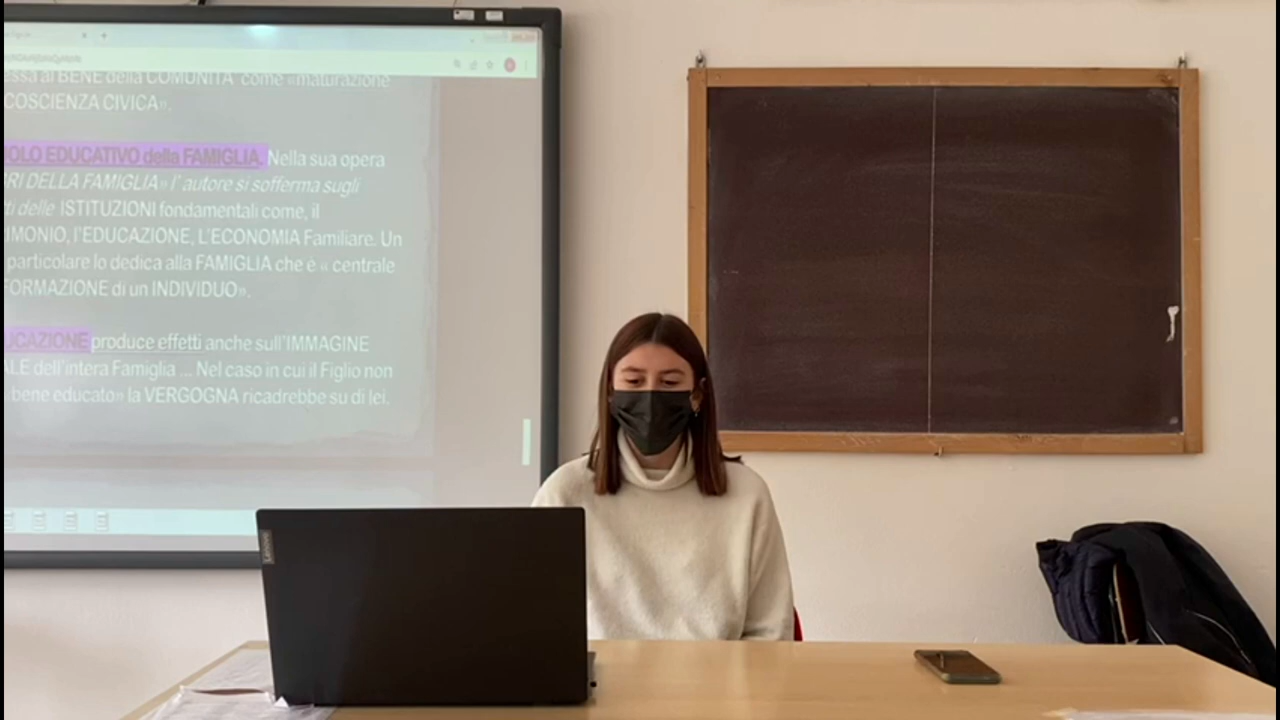 essa al BENE della COMUNITA' come «maturazione
COSCIENZA CIVICA».
OLO EDUCATIVO della FAMIGLIA. Nella sua opera
RI DELLA FAMIGLIA» l' autore si sofferma sugli
ti delle ISTITUZIONI fondamentali come, il
IMONIO, l'EDUCAZIONE, L'ECONOMIA Familiare. Un
particolare lo dedica alla FAMIGLIA che è « centrale
FORMAZIONE di un INDIVIDUO».
UCAZIONE produce effetti anche sull'IMMAGINE
LE dell'intera Famiglia ... Nel caso in cui il Figlio non
bene educato» la VERGOGNA ricadrebbe su di lei.
Lenovo